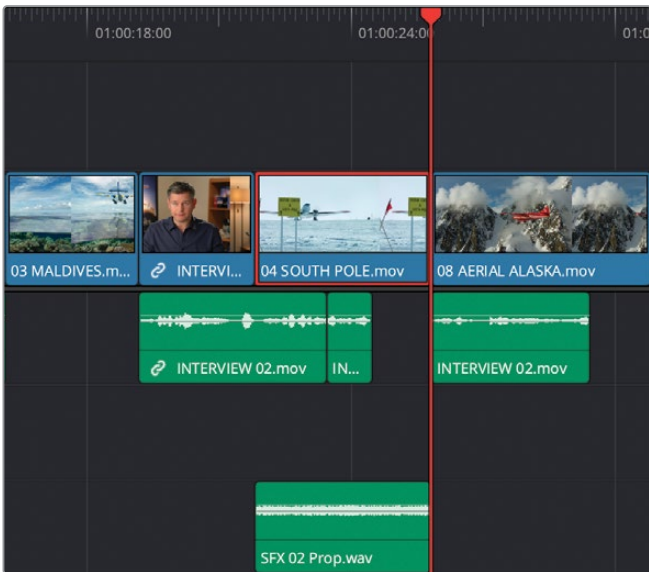 01:00:18:00
01:00:24:00
01:0
03 MALDIVES.m...
INTERVI...
04 SOUTH POLE.mov
08 AERIAL ALASKA.mov
INTERVIEW 02.mov
IN...
INTERVIEW 02.mov
SFX 02 Prop.wav